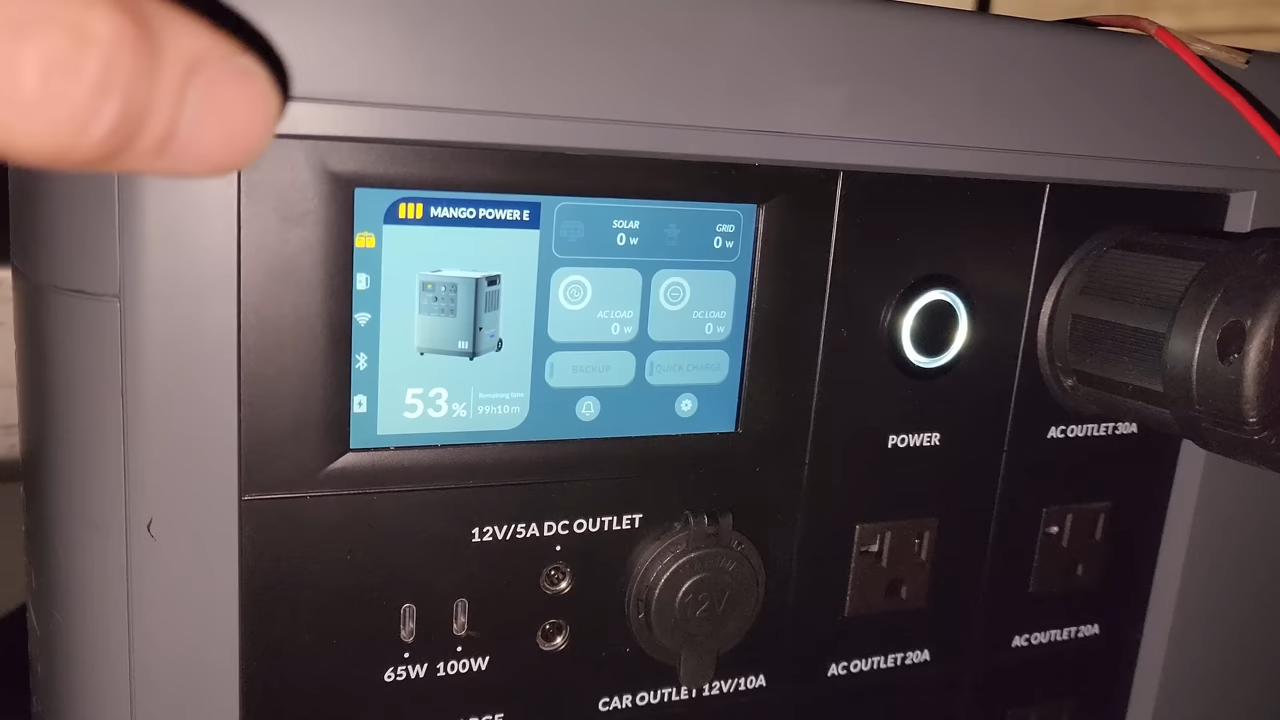 MANGO POWER E
SOLAR
0 W
GRID
0 W
AC LOAD
0 W
DC LOAD
0 W
BACKUP
QUICK CHARGE
53%
Remaining time
99h10m
POWER
AC OUTLET 30A
12V/5A DC OUTLET
12V
65W 100W
CAR OUTLET 12V/10A
AC OUTLET 20A
AC OUTLET 20A